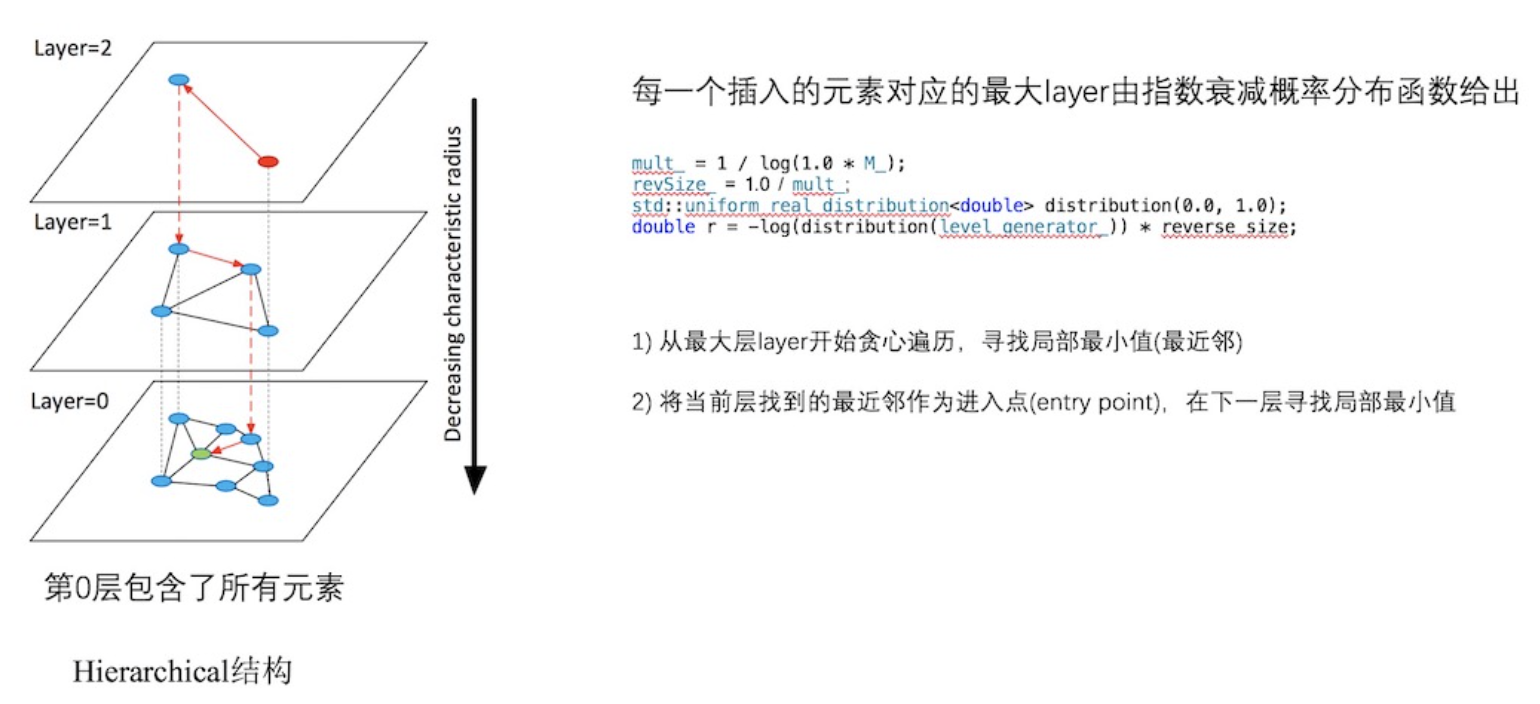 Layer=2
Layer=1
Layer=0
Decreasing characteristic radius
第0层包含了所有元素
Hierarchical结构
每一个插入的元素对应的最大layer由指数衰减概率分布函数给出
mult_ = 1 / log(1.0 * M_);
revSize_ = 1.0 / mult_;
std::uniform_real_distribution<double> distribution(0.0, 1.0);
double r = -log(distribution(level_generator_)) * reverse_size;
1) 从最大层layer开始贪心遍历，寻找局部最小值(最近邻)
2) 将当前层找到的最近邻作为进入点(entry point)，在下一层寻找局部最小值